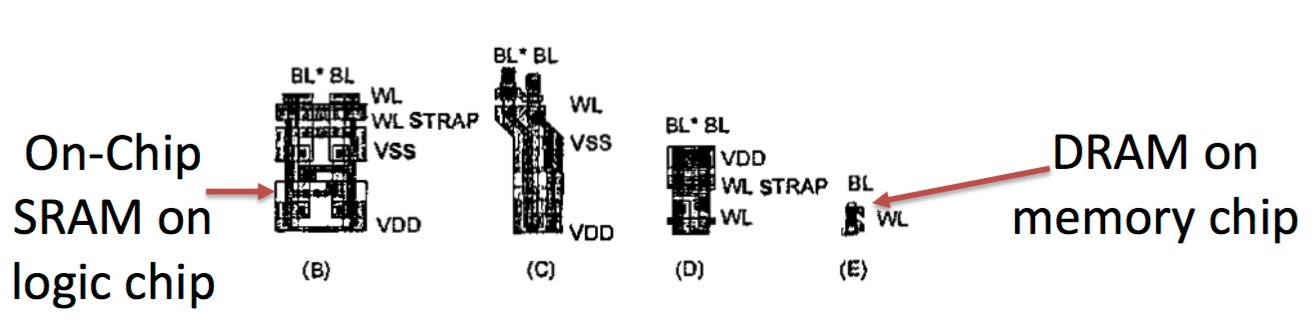 On-Chip
SRAM on
logic chip
BL* BL
WL
WL STRAP
VSS
VDD
(B)
BL* BL
WL
VSS
VDD
(C)
BL* BL
VDD
WL STRAP
WL
(D)
BL
WL
(E)
DRAM on
memory chip